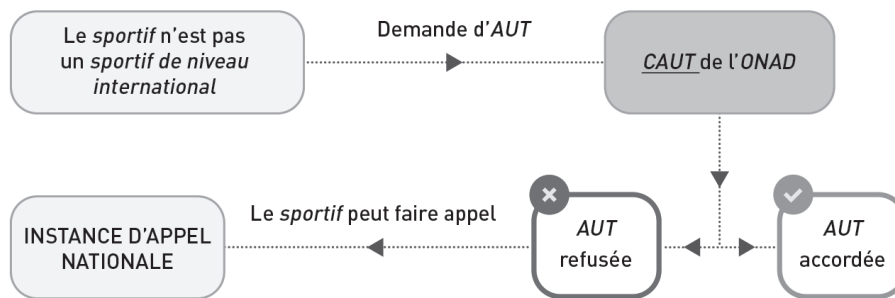 Le sportif n'est pas
un sportif de niveau
international
Demande d'AUT
CAUT de l'ONAD
INSTANCE D'APPEL
NATIONALE
Le sportif peut faire appel
AUT
refusée
AUT
accordée